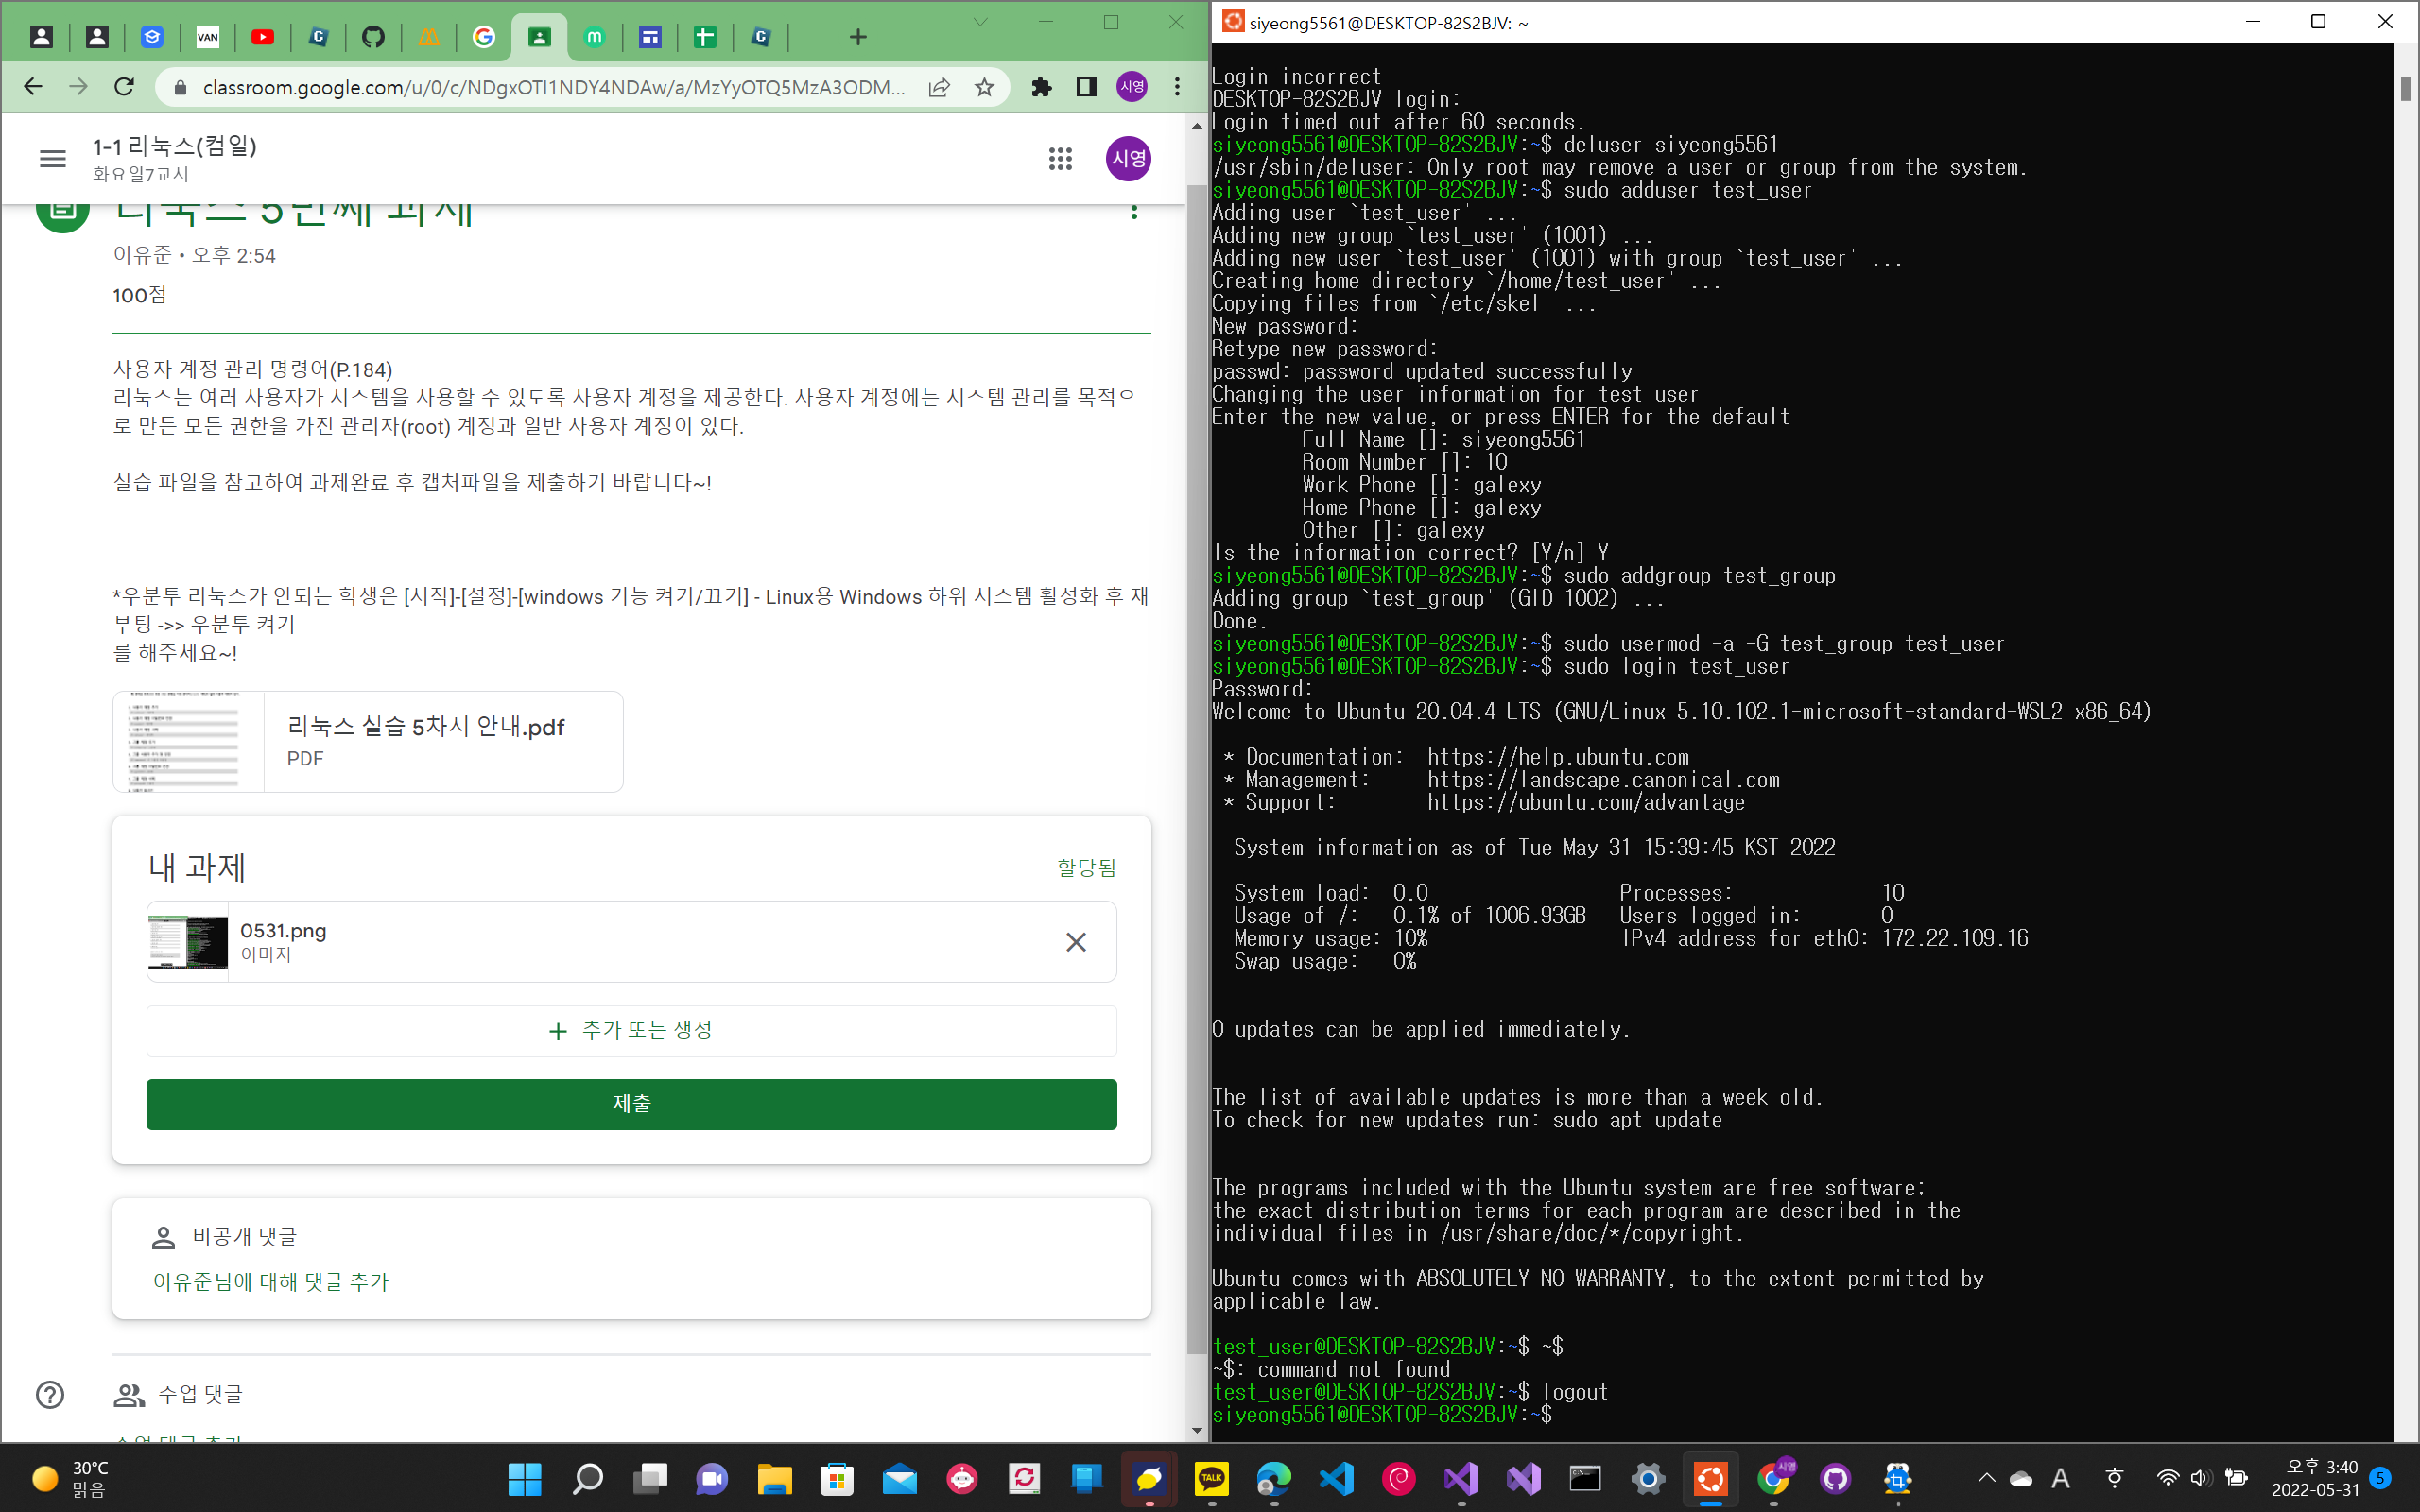 VAN
classroom.google.com/u/0/c/NDgxOTI1NDY4NDAw/a/MzYyOTQ5MzA3ODM...
시영
1-1 리눅스(컴일)
화요일7교시
시영
리눅스 5번째 과제
이유준 • 오후 2:54
100점
사용자 계정 관리 명령어(P.184)
리눅스는 여러 사용자가 시스템을 사용할 수 있도록 사용자 계정을 제공한다. 사용자 계정에는 시스템 관리를 목적으
로 만든 모든 권한을 가진 관리자(root) 계정과 일반 사용자 계정이 있다.
실습 파일을 참고하여 과제완료 후 캡처파일을 제출하기 바랍니다~!
*우분투 리눅스가 안되는 학생은 [시작]-[설정]-[windows 기능 켜기/끄기] - Linux용 Windows 하위 시스템 활성화 후 재
부팅 ->> 우분투 켜기
를 해주세요~!
리눅스 실습 5차시 안내.pdf
PDF
내 과제
할당됨
0531.png
이미지
+ 추가 또는 생성
제출
비공개 댓글
이유준님에 대해 댓글 추가
수업 댓글
수업 댓글 추가
siyeong5561@DESKTOP-82S2BJV: ~
Login incorrect
DESKTOP-82S2BJV login:
Login timed out after 60 seconds.
siyeong5561@DESKTOP-82S2BJV:~$ deluser siyeong5561
/usr/sbin/deluser: Only root may remove a user or group from the system.
siyeong5561@DESKTOP-82S2BJV:~$ sudo adduser test_user
Adding user `test_user' ...
Adding new group `test_user' (1001) ...
Adding new user `test_user' (1001) with group `test_user' ...
Creating home directory `/home/test_user' ...
Copying files from `/etc/skel' ...
New password:
Retype new password:
passwd: password updated successfully
Changing the user information for test_user
Enter the new value, or press ENTER for the default
Full Name []: siyeong5561
Room Number []: 10
Work Phone []: galexy
Home Phone []: galexy
Other []: galexy
Is the information correct? [Y/n] Y
siyeong5561@DESKTOP-82S2BJV:~$ sudo addgroup test_group
Adding group `test_group' (GID 1002) ...
Done.
siyeong5561@DESKTOP-82S2BJV:~$ sudo usermod -a -G test_group test_user
siyeong5561@DESKTOP-82S2BJV:~$ sudo login test_user
Password:
Welcome to Ubuntu 20.04.4 LTS (GNU/Linux 5.10.102.1-microsoft-standard-WSL2 x86_64)
* Documentation: https://help.ubuntu.com
* Management: https://landscape.canonical.com
* Support: https://ubuntu.com/advantage
System information as of Tue May 31 15:39:45 KST 2022
System load: 0.0 Processes: 10
Usage of /: 0.1% of 1006.93GB Users logged in: 0
Memory usage: 10% IPv4 address for eth0: 172.22.109.16
Swap usage: 0%
0 updates can be applied immediately.
The list of available updates is more than a week old.
To check for new updates run: sudo apt update
The programs included with the Ubuntu system are free software;
the exact distribution terms for each program are described in the
individual files in /usr/share/doc/*/copyright.
Ubuntu comes with ABSOLUTELY NO WARRANTY, to the extent permitted by
applicable law.
test_user@DESKTOP-82S2BJV:~$ ~$
~$: command not found
test_user@DESKTOP-82S2BJV:~$ logout
siyeong5561@DESKTOP-82S2BJV:~$
30°C
맑음
TALK
시영
A
오후 3:40
2022-05-31
5